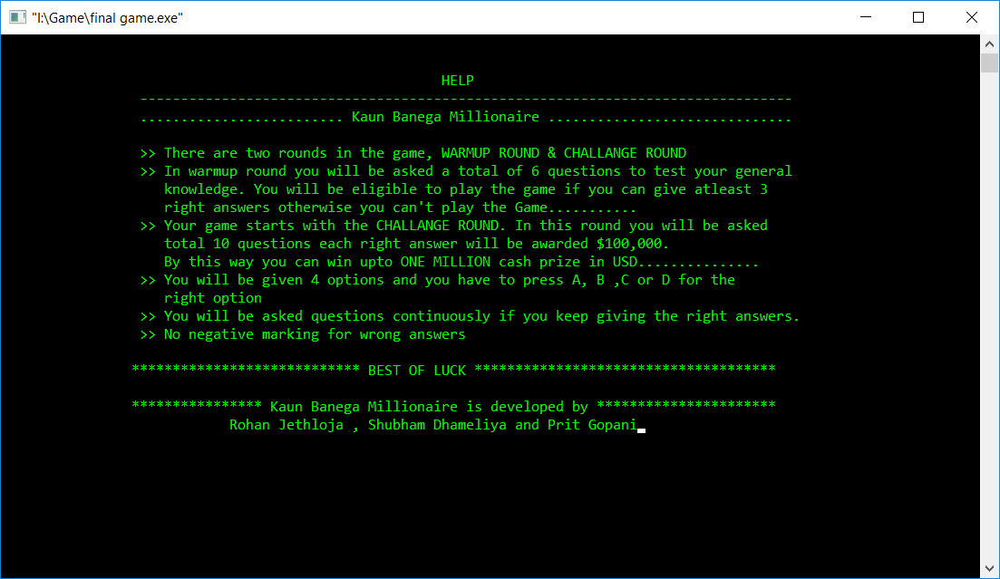 "I:\Game\final game.exe"
HELP
--------------------------------------------------------------------------------
......................... Kaun Banega Millionaire ..............................
>> There are two rounds in the game, WARMUP ROUND & CHALLANGE ROUND
>> In warmup round you will be asked a total of 6 questions to test your general
knowledge. You will be eligible to play the game if you can give atleast 3
right answers otherwise you can't play the Game...........
>> Your game starts with the CHALLANGE ROUND. In this round you will be asked
total 10 questions each right answer will be awarded $100,000.
By this way you can win upto ONE MILLION cash prize in USD...............
>> You will be given 4 options and you have to press A, B ,C or D for the
right option
>> You will be asked questions continuously if you keep giving the right answers.
>> No negative marking for wrong answers
**************************** BEST OF LUCK *************************************
**************** Kaun Banega Millionaire is developed by **********************
Rohan Jethloja , Shubham Dhameliya and Prit Gopani